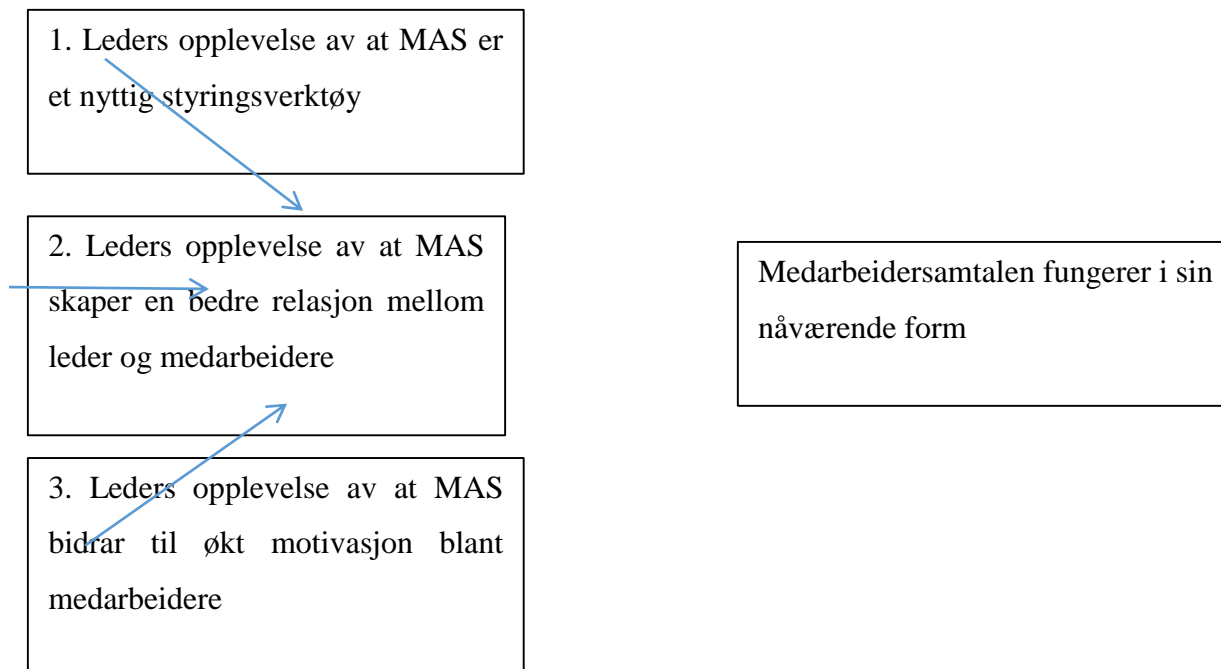 1. Leders opplevelse av at MAS er
et nyttig styringsverktøy
2. Leders opplevelse av at MAS
skaper en bedre relasjon mellom
leder og medarbeidere
Medarbeidersamtalen fungerer i sin
nåværende form
3. Leders opplevelse av at MAS
bidrar til økt motivasjon blant
medarbeidere